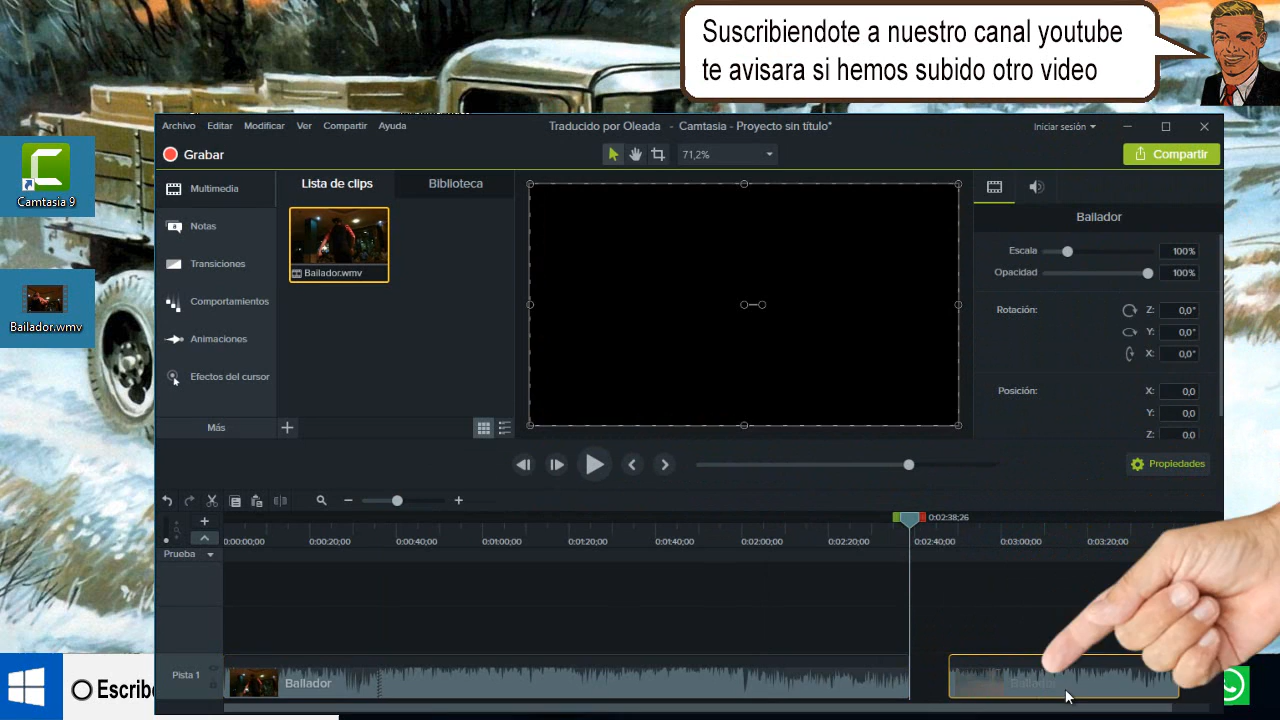 Suscribiendote a nuestro canal youtube
te avisara si hemos subido otro video
Archivo Editar Modificar Ver Compartir Ayuda
Traducido por Oleada - Camtasia - Proyecto sin título*
Iniciar sesión
Grabar
71,2%
Compartir
Camtasia 9
Bailador.wmv
Multimedia
Notas
Transiciones
Comportamientos
Animaciones
Efectos del cursor
Más
Lista de clips Biblioteca
Bailador.wmv
Bailador
Escala 100%
Opacidad 100%
Rotación: Z: 0,0°
Y: 0,0°
X: 0,0°
Posición: X: 0,0
Y: 0,0
Z: 0,0
Propiedades
0:02:38;26
0:00:00;00 0:00:20;00 0:00:40;00 0:01:00;00 0:01:20;00 0:01:40;00 0:02:00;00 0:02:20;00 0:02:40;00 0:03:00;00 0:03:20;00
Prueba
Pista 1
Bailador
Bailador
Escribe